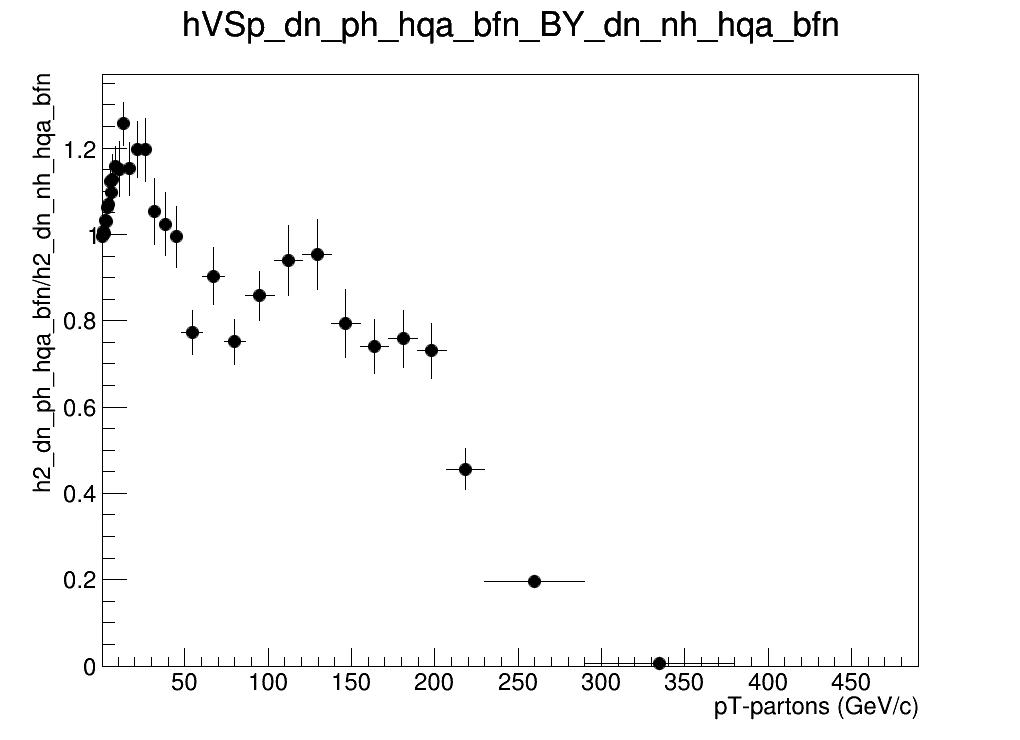 hVSp_dn_ph_hqa_bfn_BY_dn_nh_hqa_bfn
h2_dn_ph_hqa_bfn/h2_dn_nh_hqa_bfn
1.2
1
0.8
0.6
0.4
0.2
0
50 100 150 200 250 300 350 400 450
pT-partons (GeV/c)